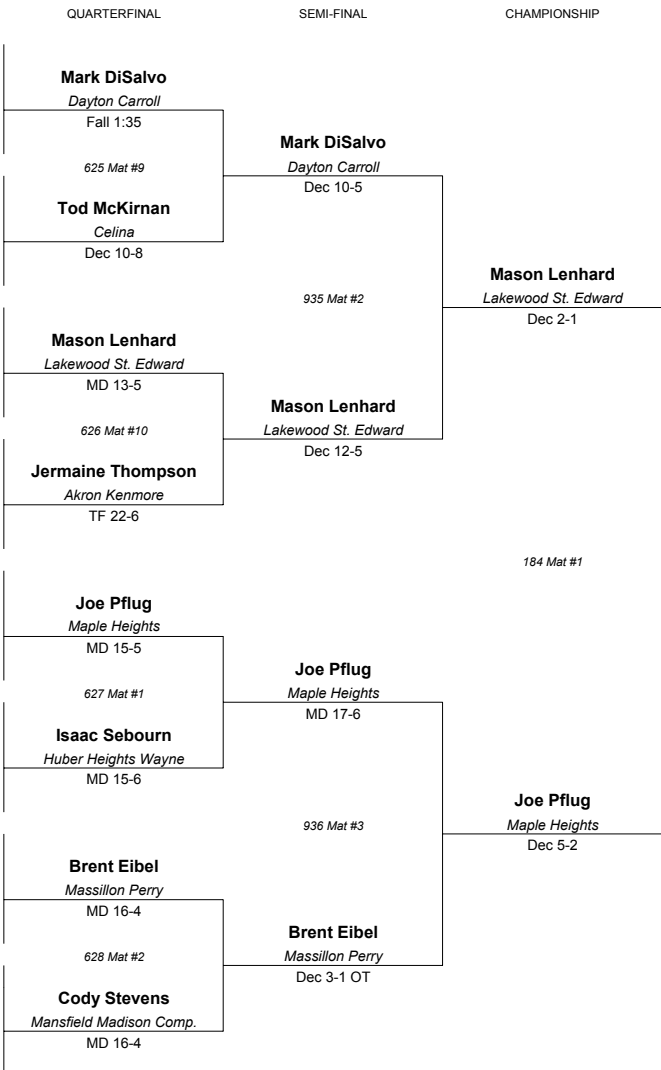 QUARTERFINAL SEMI-FINAL CHAMPIONSHIP
Mark DiSalvo
Dayton Carroll
Fall 1:35
625 Mat #9
Tod McKirnan
Celina
Dec 10-8
Mark DiSalvo
Dayton Carroll
Dec 10-5
935 Mat #2
Mason Lenhard
Lakewood St. Edward
MD 13-5
626 Mat #10
Jermaine Thompson
Akron Kenmore
TF 22-6
Mason Lenhard
Lakewood St. Edward
Dec 12-5
Mason Lenhard
Lakewood St. Edward
Dec 2-1
184 Mat #1
Joe Pflug
Maple Heights
MD 15-5
627 Mat #1
Isaac Sebourn
Huber Heights Wayne
MD 15-6
Joe Pflug
Maple Heights
MD 17-6
936 Mat #3
Brent Eibel
Massillon Perry
MD 16-4
628 Mat #2
Cody Stevens
Mansfield Madison Comp.
MD 16-4
Brent Eibel
Massillon Perry
Dec 3-1 OT
Joe Pflug
Maple Heights
Dec 5-2